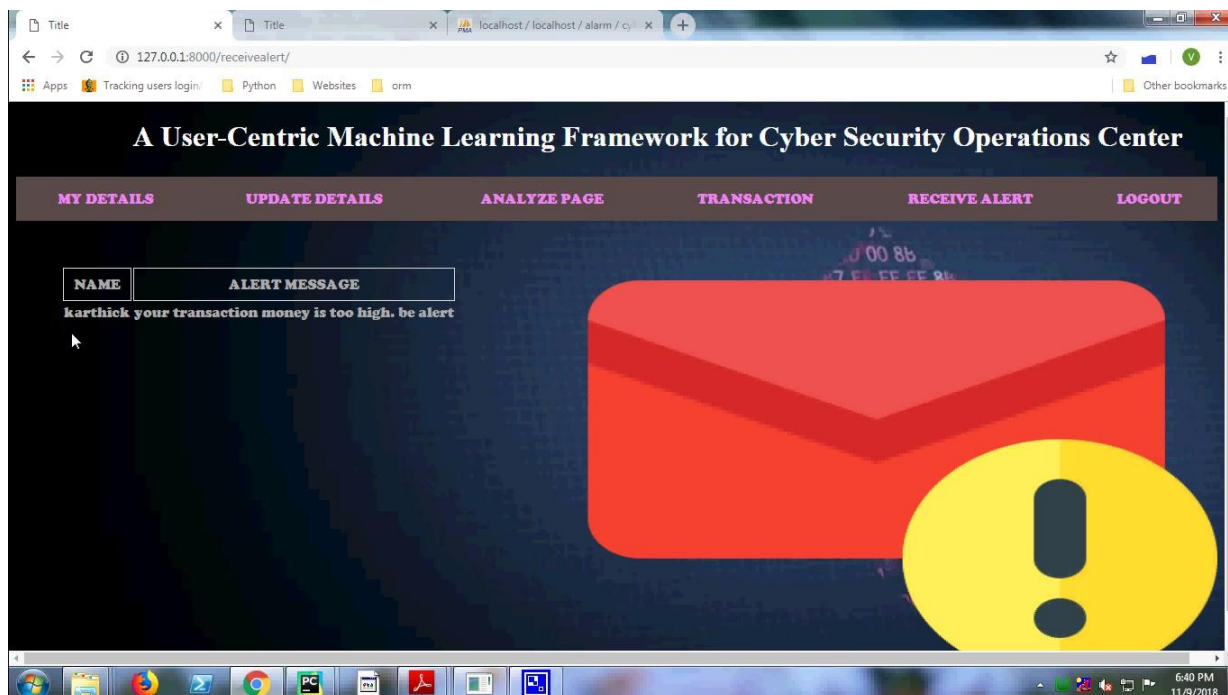 Title
Title
localhost / localhost / alarm / cy
127.0.0.1:8000/receivealert/
Apps
Tracking users login/
Python
Websites
orm
Other bookmarks
A User-Centric Machine Learning Framework for Cyber Security Operations Center
MY DETAILS UPDATE DETAILS ANALYZE PAGE TRANSACTION RECEIVE ALERT LOGOUT
00 8B
NAME ALERT MESSAGE
karthick your transaction money is too high. be alert
6:40 PM
11/9/2018